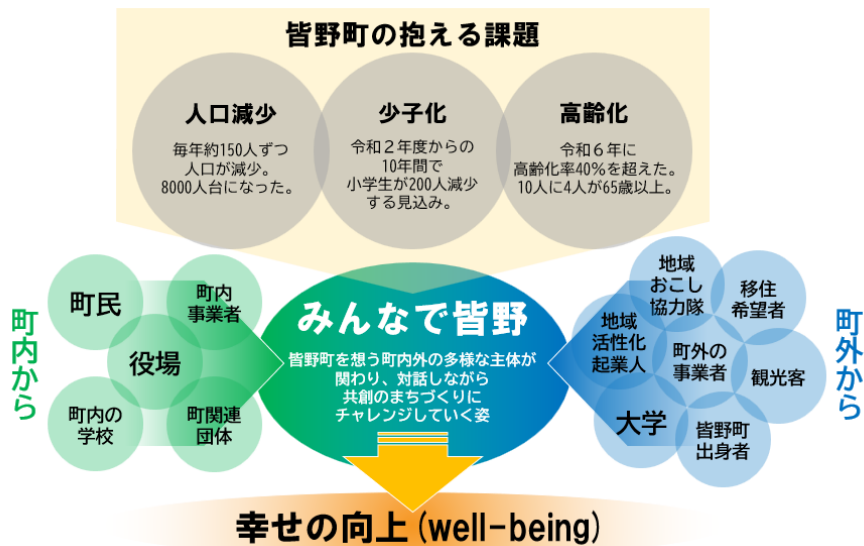 皆野町の抱える課題
人口減少
毎年約150人ずつ
人口が減少。
8000人台になった。
少子化
令和２年度からの
10年間で
小学生が200人減少
する見込み。
高齢化
令和６年に
高齢化率40%を超えた。
10人に4人が65歳以上。
町内から
町民
町内
事業者
役場
町内の
学校
町関連
団体
みんなで皆野
皆野町を想う町内外の多様な主体が
関わり、対話しながら
共創のまちづくりに
チャレンジしていく姿
地域
おこし
協力隊
移住
希望者
地域
活性化
起業人
町外の
事業者
観光客
大学
皆野町
出身者
町外から
幸せの向上(well-being)